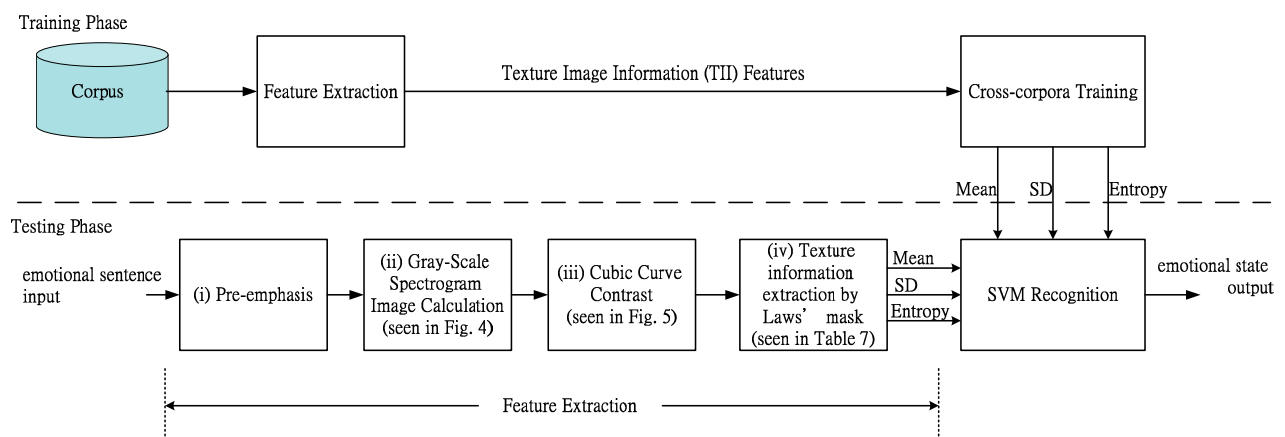 Training Phase
Corpus
Feature Extraction
Texture Image Information (TII) Features
Cross-corpora Training
Mean
SD
Entropy
Testing Phase
emotional sentence
input
(i) Pre-emphasis
(ii) Gray-Scale
Spectrogram
Image Calculation
(seen in Fig. 4)
(iii) Cubic Curve
Contrast
(seen in Fig. 5)
(iv) Texture
information
extraction by
Laws’ mask
(seen in Table 7)
Mean
SD
Entropy
SVM Recognition
emotional state
output
Feature Extraction